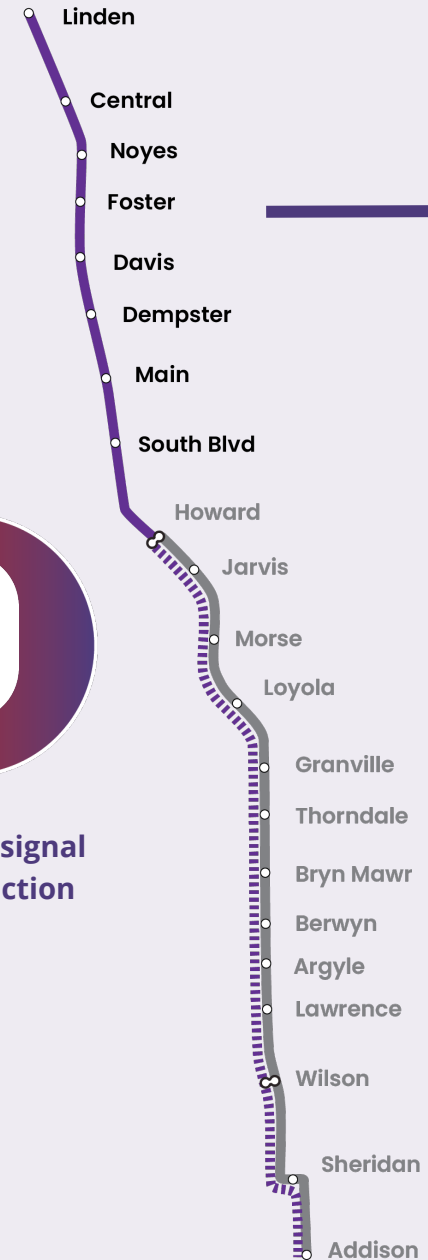 Linden
Central
Noyes
Foster
Davis
Dempster
Main
South Blvd
Howard
Jarvis
Morse
Loyola
Granville
Thorndale
signal
Bryn Mawr
ction
Berwyn
Argyle
Lawrence
Wilson
Sheridan
Addison